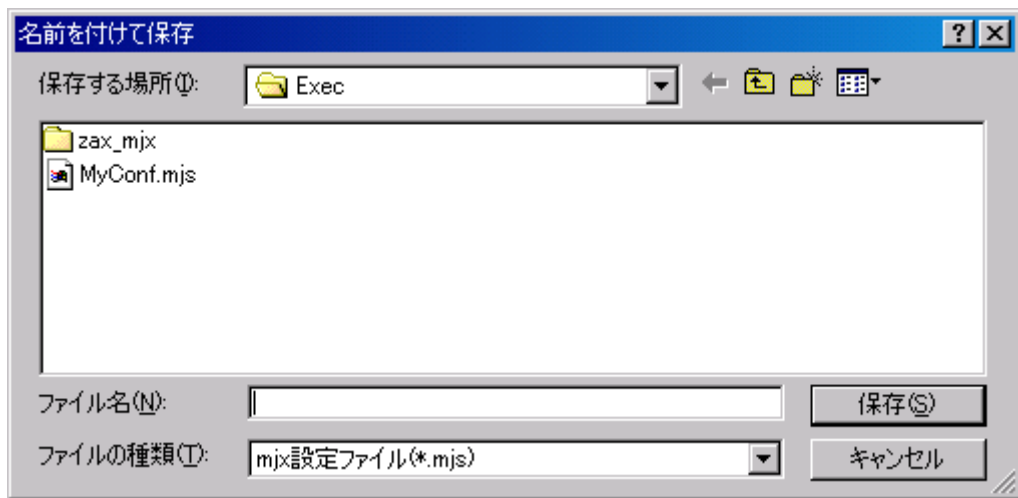 名前を付けて保存
保存する場所(I): Exec
zax_mjx
MyConf.mjs
ファイル名(N): 保存(S)
ファイルの種類(T): mjx設定ファイル(*.mjs) キャンセル